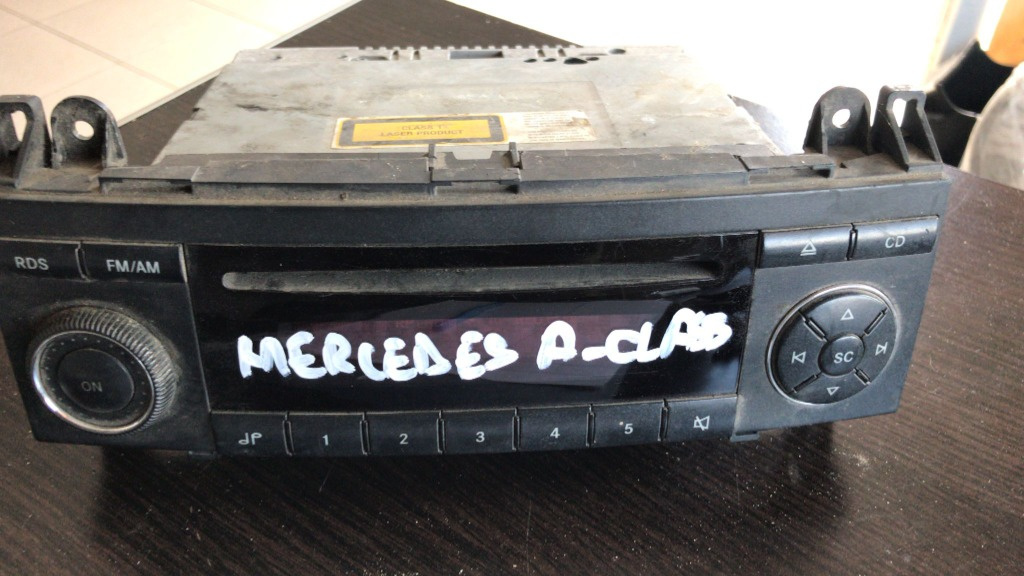 CLASS 1
LASER PRODUCT
RDS
FM/AM
CD
MERCEDES A-CLASS
ON
SC
1
2
3
4
5